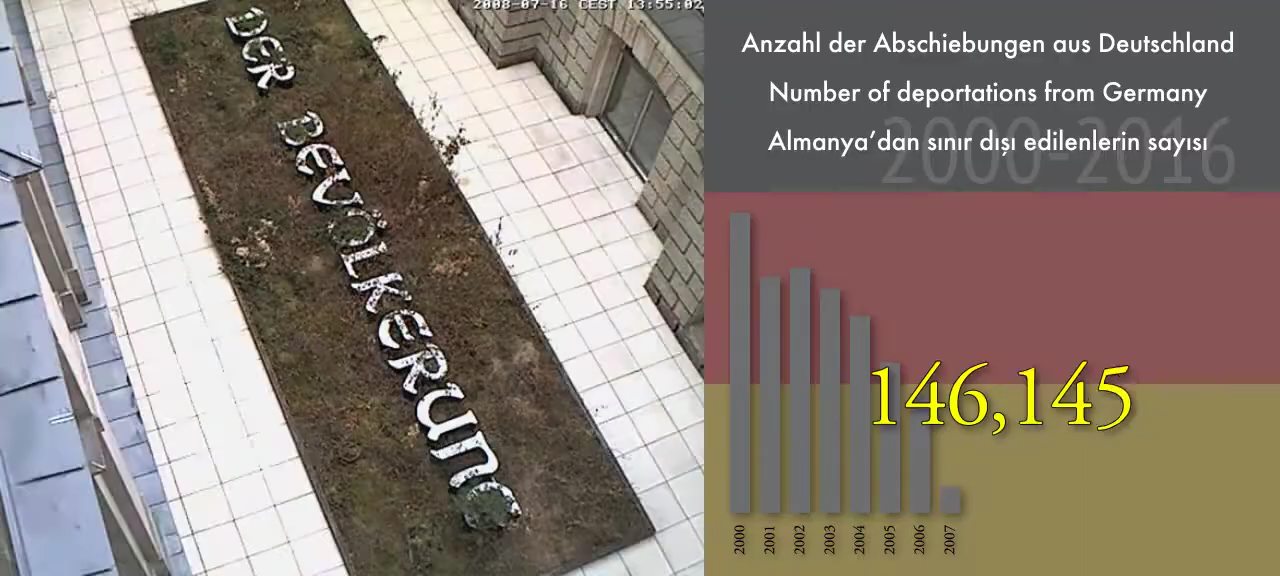 2008-07-16 CEST 13:55:02
DER BEVÖLKERUNG
Anzahl der Abschiebungen aus Deutschland
Number of deportations from Germany
Almanya'dan sınır dışı edilenlerin sayısı
2000-2016
146,145
2000 2001 2002 2003 2004 2005 2006 2007